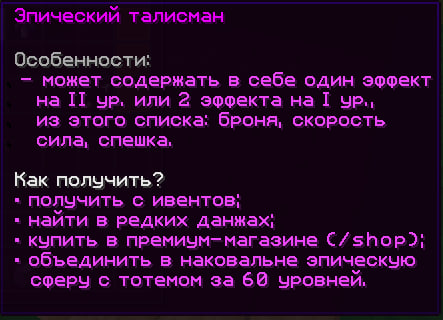 Эпический талисман
Особенности:
- может содержать в себе один эффект
на II ур. или 2 эффекта на I ур.,
из этого списка: броня, скорость
сила, спешка.
Как получить?
• получить с ивентов;
• найти в редких данжах;
• купить в премиум-магазине (/shop);
• объединить в наковальне эпическую
сферу с тотемом за 60 уровней.